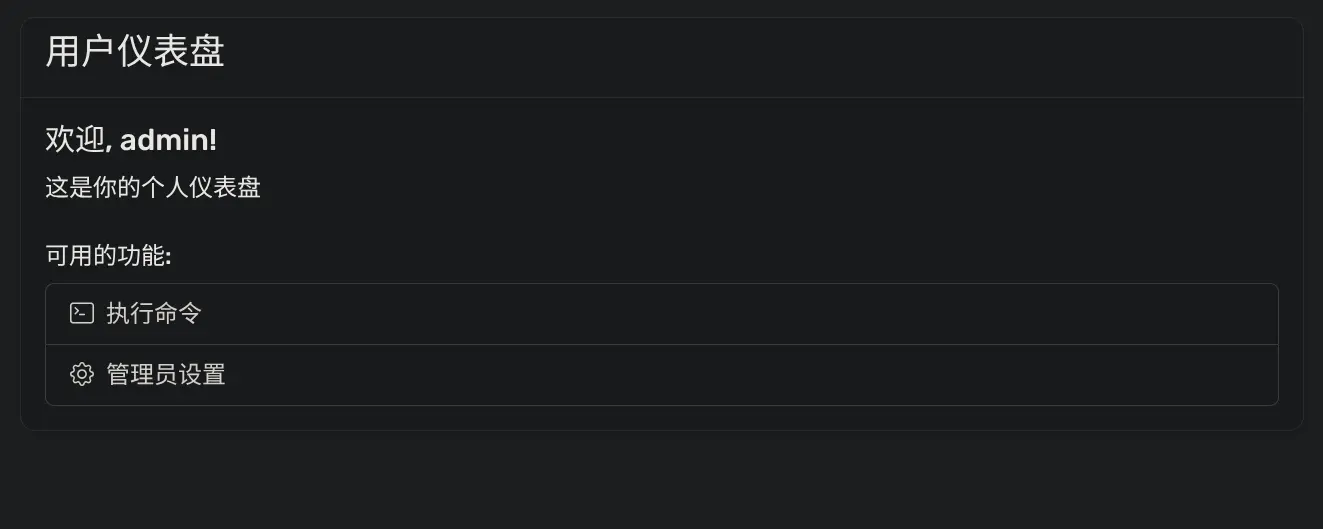 用户仪表盘
欢迎, admin!
这是你的个人仪表盘
可用的功能:
执行命令
管理员设置